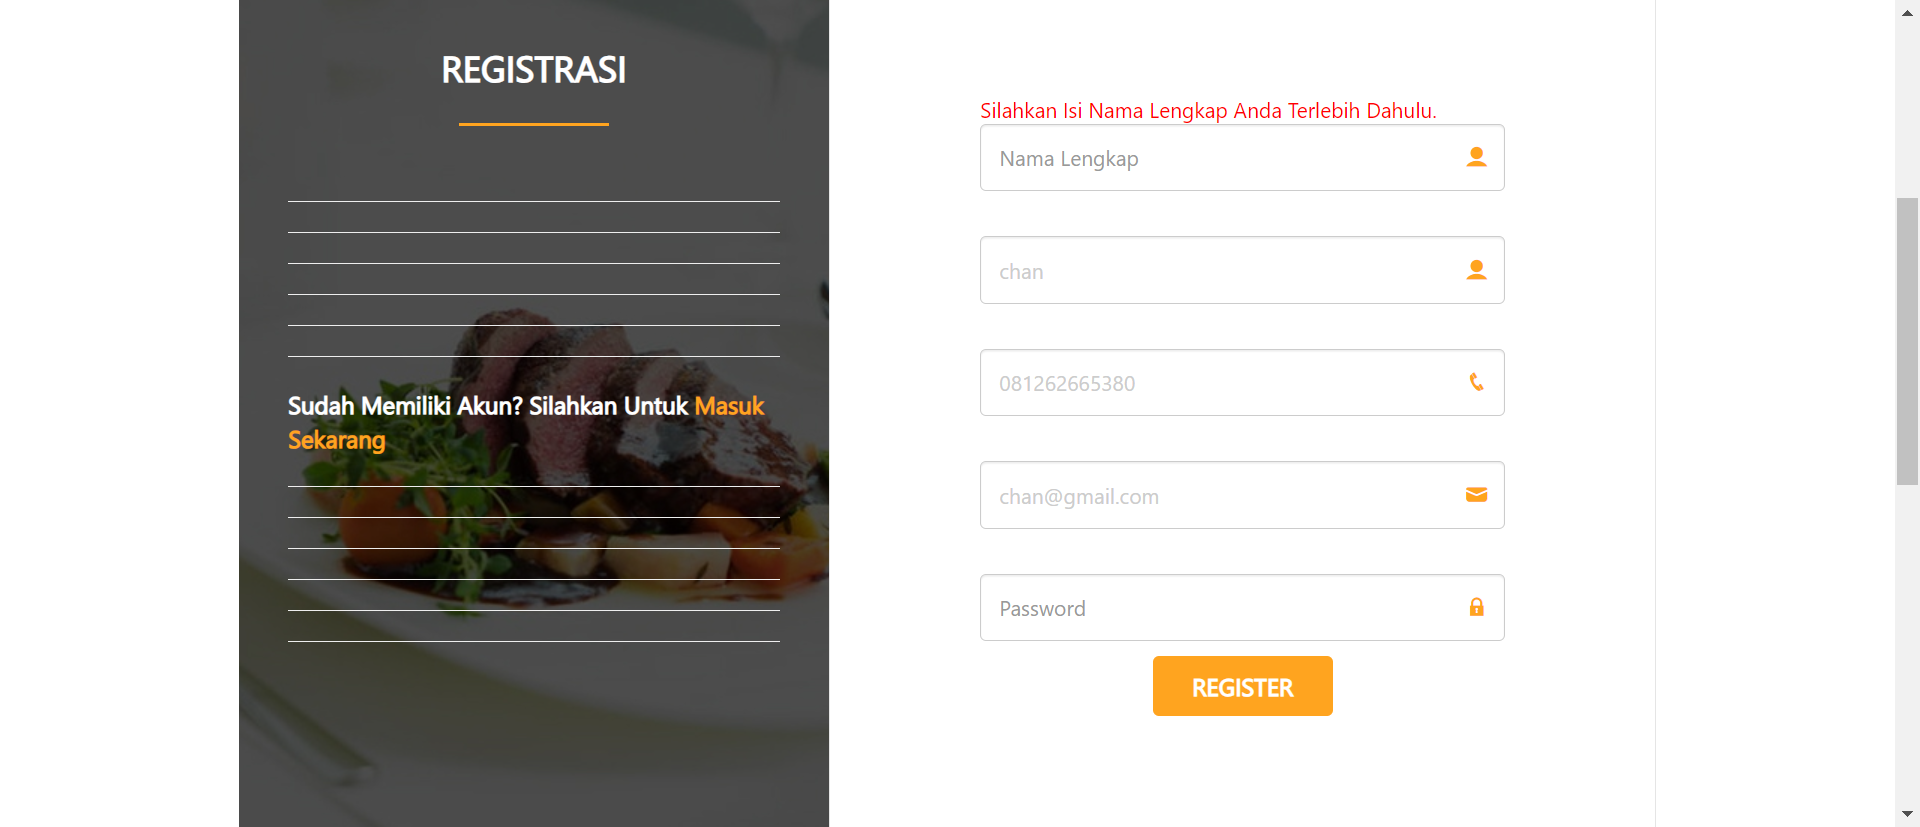 REGISTRASI
Sudah Memiliki Akun? Silahkan Untuk Masuk
Sekarang
Silahkan Isi Nama Lengkap Anda Terlebih Dahulu.
Nama Lengkap
chan
081262665380
chan@gmail.com
Password
REGISTER